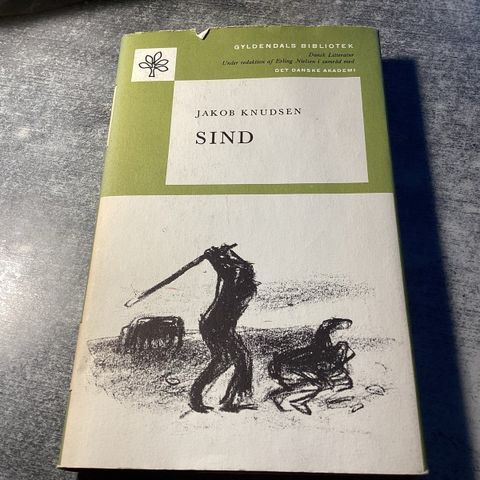 GYLDENDALS BIBLIOTEK
Dansk Litteratur
Under redaktion af Erling Nielsen i samråd med
DET DANSKE AKADEMI
JAKOB KNUDSEN
SIND